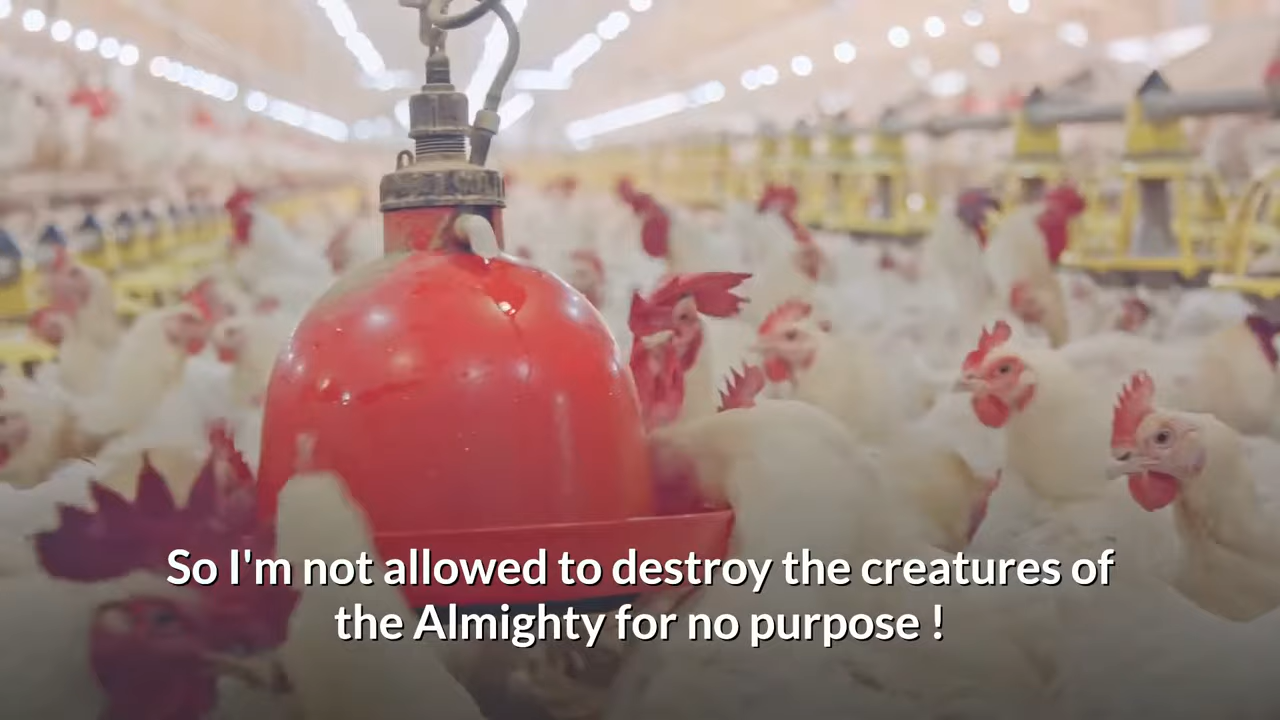 So I'm not allowed to destroy the creatures of
the Almighty for no purpose !